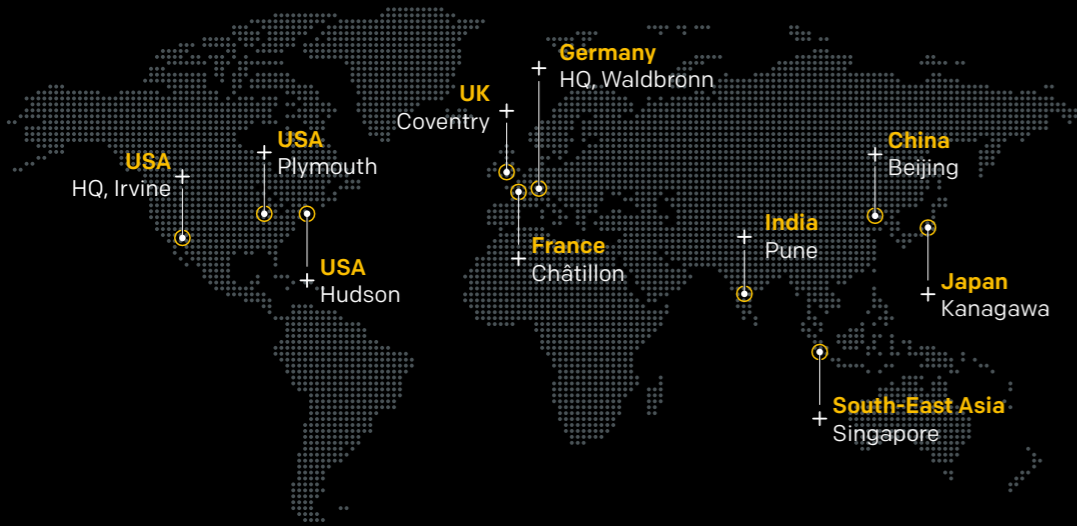 Germany
HQ, Waldbronn
UK
Coventry
USA
Plymouth
USA
HQ, Irvine
China
Beijing
India
Pune
France
Châtillon
USA
Hudson
Japan
Kanagawa
South-East Asia
Singapore